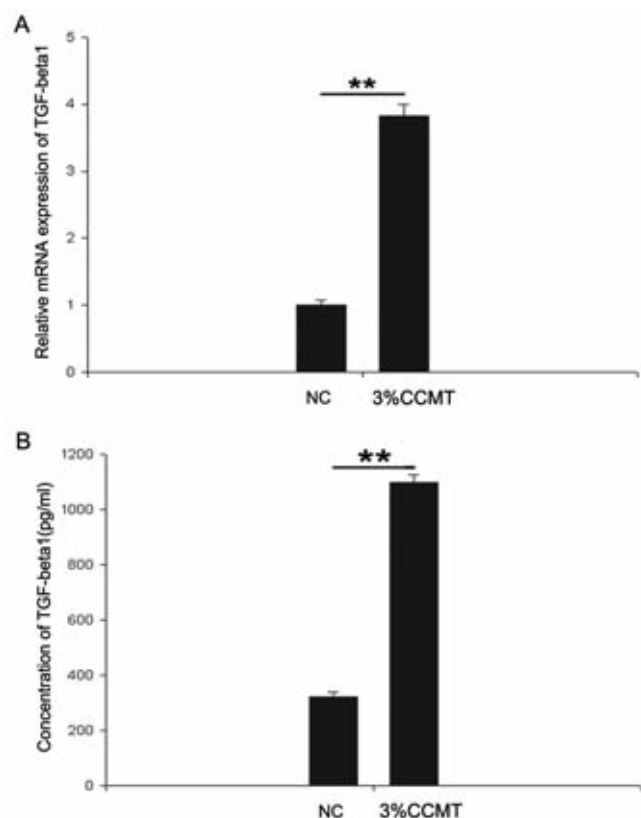 A
Relative mRNA expression of TGF-beta1
5
4
3
2
1
0
**
NC 3%CCMT
B
Concentration of TGF-beta1(pg/ml)
1200
1000
800
600
400
200
0
**
NC 3%CCMT